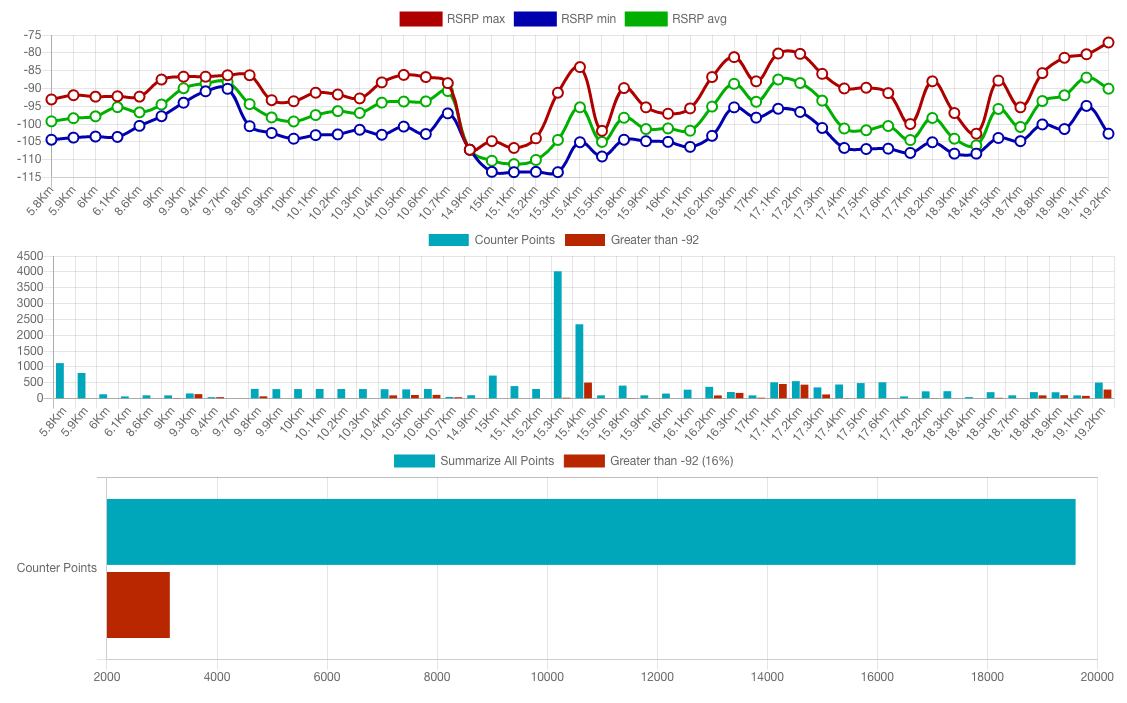 RSRP max RSRP min RSRP avg
-75
-80
-85
-90
-95
-100
-105
-110
-115
5.8Km 5.9Km 6Km 6.1Km 8.6Km 9Km 9.3Km 9.4Km 9.7Km 9.8Km 9.9Km 10Km 10.1Km 10.2Km 10.3Km 10.4Km 10.5Km 10.6Km 10.7Km 14.9Km 15Km 15.1Km 15.2Km 15.3Km 15.4Km 15.5Km 15.8Km 15.9Km 16Km 16.1Km 16.2Km 16.3Km 17Km 17.1Km 17.2Km 17.3Km 17.4Km 17.5Km 17.6Km 17.7Km 18.2Km 18.3Km 18.4Km 18.5Km 18.7Km 18.8Km 18.9Km 19.1Km 19.2Km
Counter Points Greater than -92
4500
4000
3500
3000
2500
2000
1500
1000
500
0
5.8Km 5.9Km 6Km 6.1Km 8.6Km 9Km 9.3Km 9.4Km 9.7Km 9.8Km 9.9Km 10Km 10.1Km 10.2Km 10.3Km 10.4Km 10.5Km 10.6Km 10.7Km 14.9Km 15Km 15.1Km 15.2Km 15.3Km 15.4Km 15.5Km 15.8Km 15.9Km 16Km 16.1Km 16.2Km 16.3Km 17Km 17.1Km 17.2Km 17.3Km 17.4Km 17.5Km 17.6Km 17.7Km 18.2Km 18.3Km 18.4Km 18.5Km 18.7Km 18.8Km 18.9Km 19.1Km 19.2Km
Summarize All Points Greater than -92 (16%)
Counter Points
2000 4000 6000 8000 10000 12000 14000 16000 18000 20000